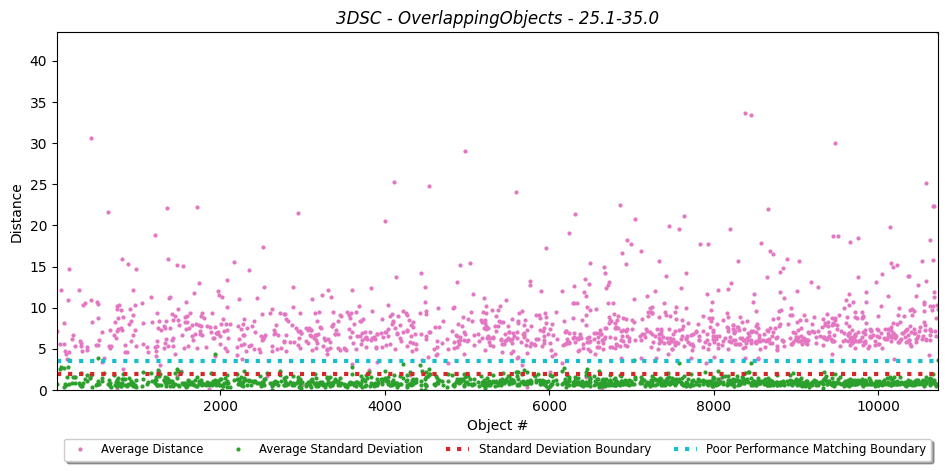 3DSC - OverlappingObjects - 25.1-35.0
40
35
30
25
20
15
10
5
0
Distance
2000 4000 6000 8000 10000
Object #
Average Distance Average Standard Deviation Standard Deviation Boundary Poor Performance Matching Boundary